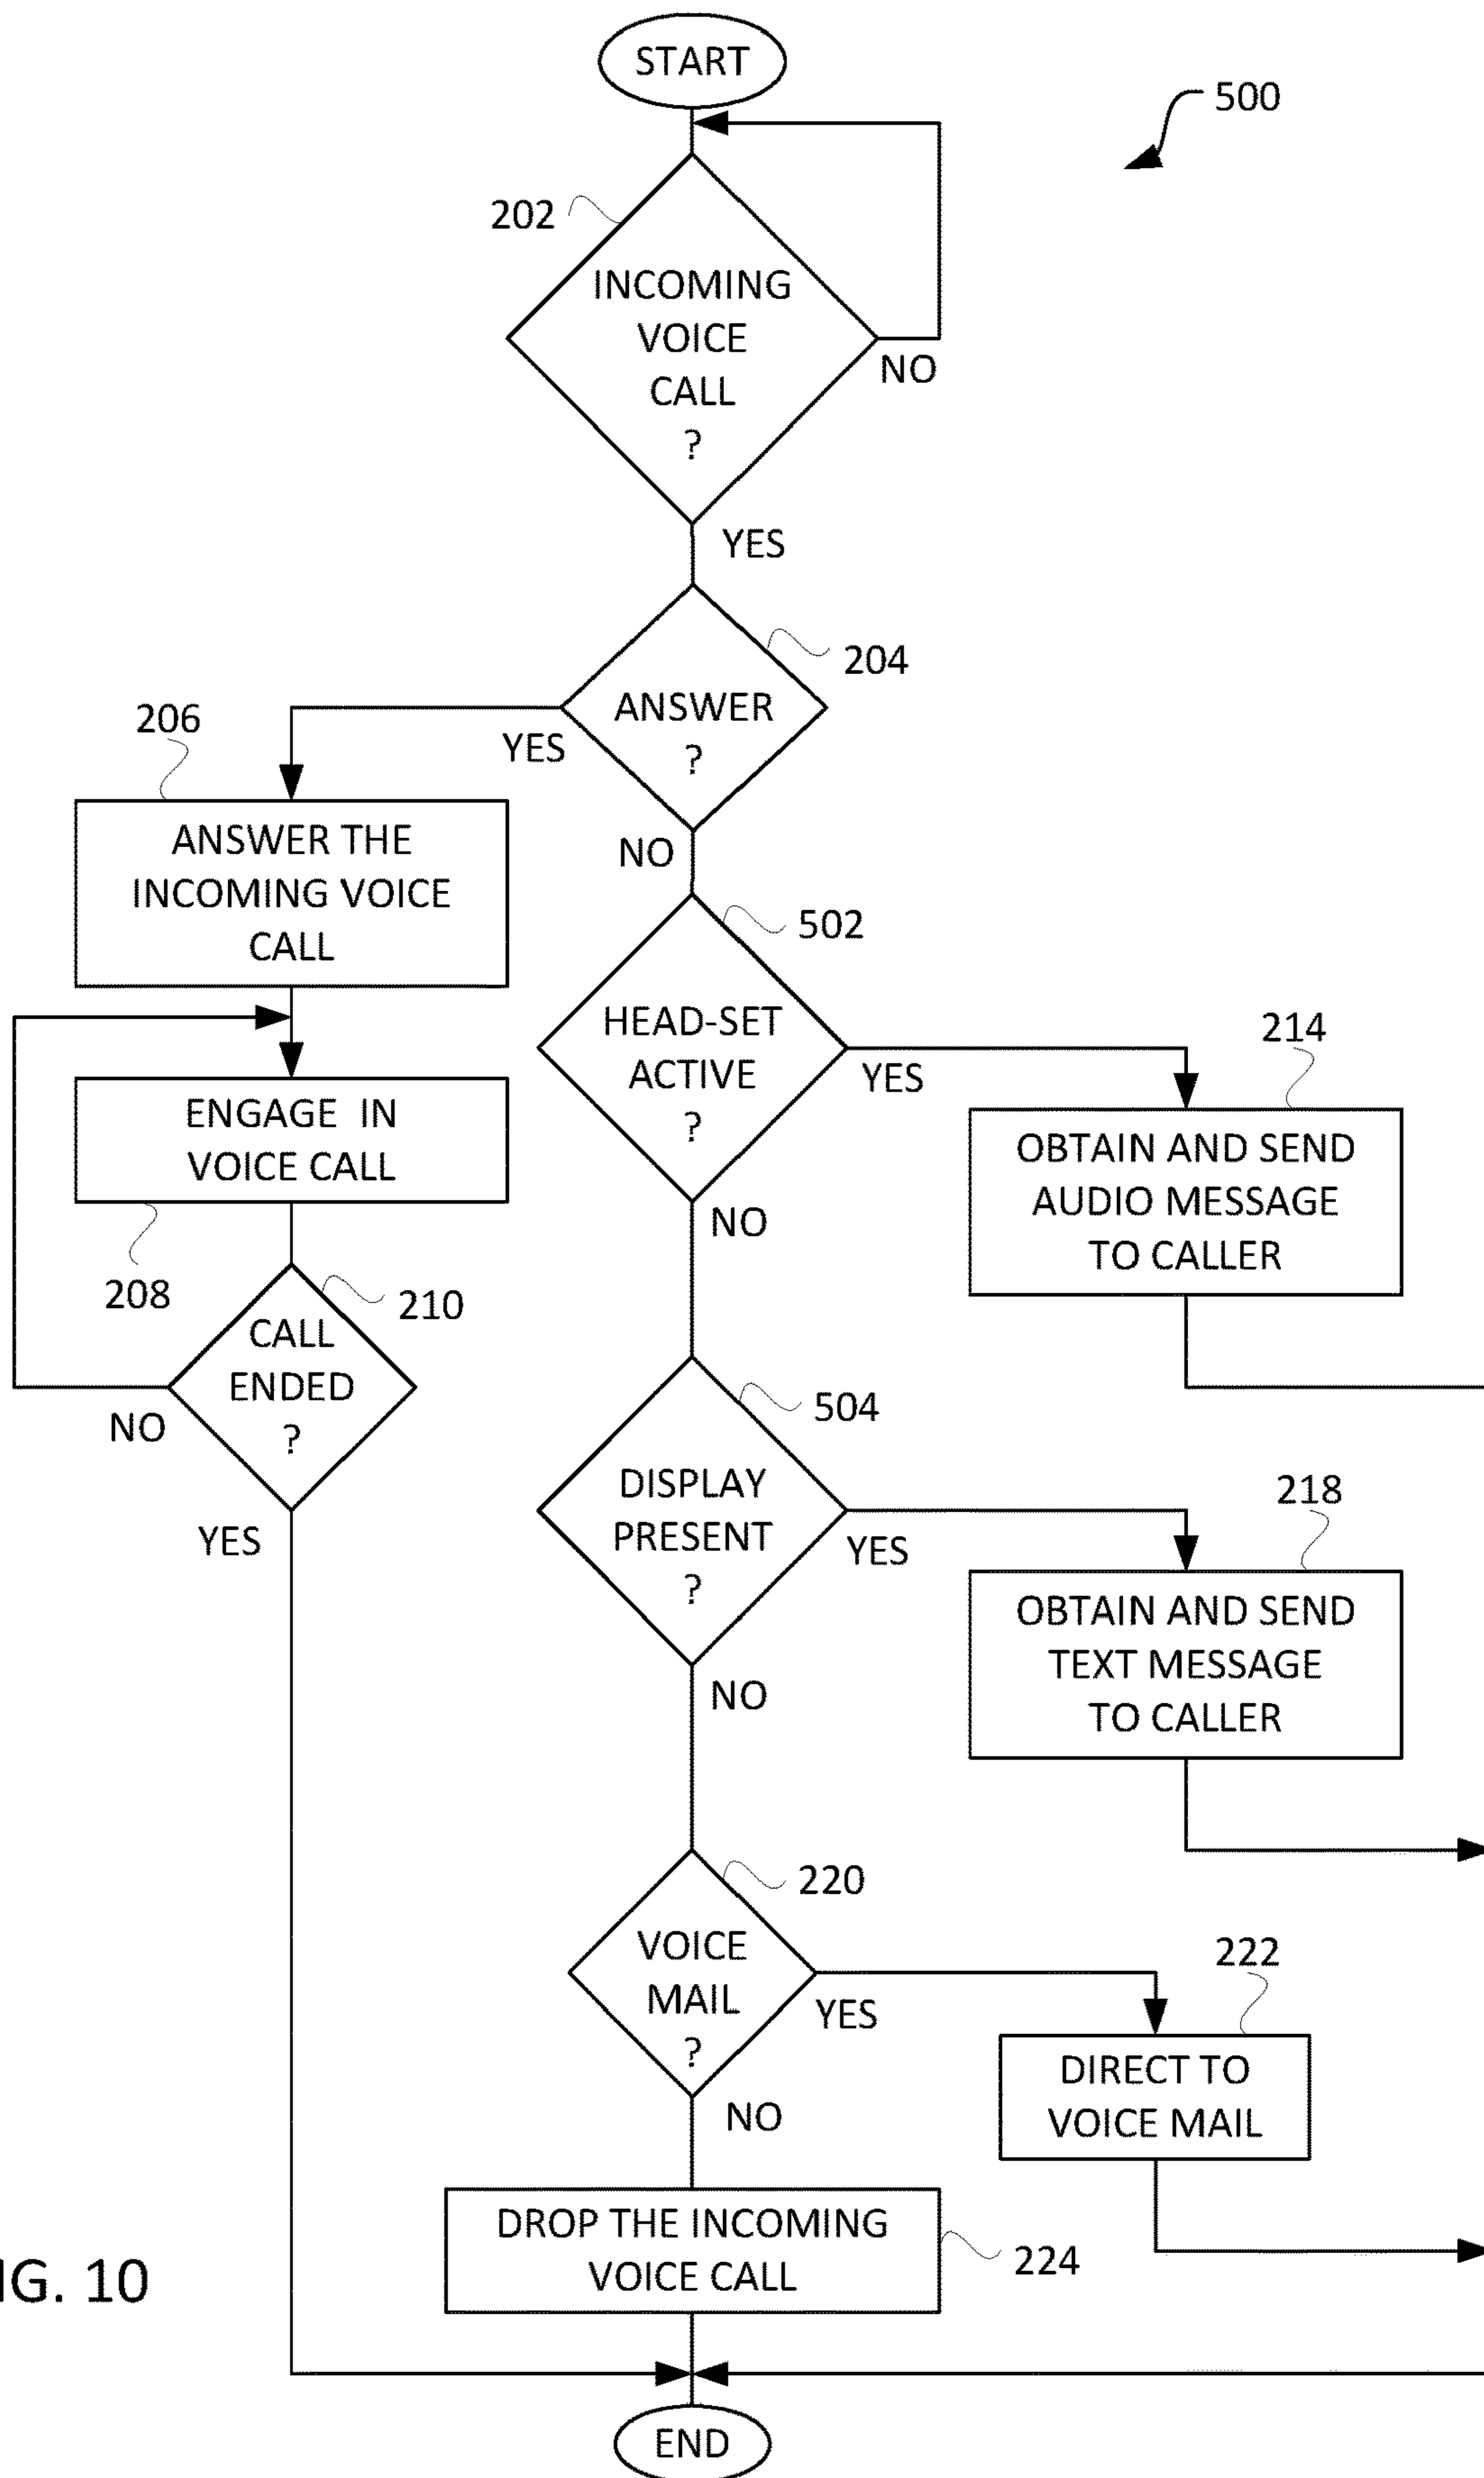 START
500
202
INCOMING
VOICE
CALL
?
NO
YES
204
ANSWER
?
YES
NO
206
ANSWER THE
INCOMING VOICE
CALL
502
HEAD-SET
ACTIVE
?
YES
NO
214
OBTAIN AND SEND
AUDIO MESSAGE
TO CALLER
ENGAGE IN
VOICE CALL
208
210
CALL
ENDED
?
NO
YES
504
DISPLAY
PRESENT
?
YES
NO
218
OBTAIN AND SEND
TEXT MESSAGE
TO CALLER
220
VOICE
MAIL
?
YES
NO
222
DIRECT TO
VOICE MAIL
DROP THE INCOMING
VOICE CALL
224
IG. 10
END